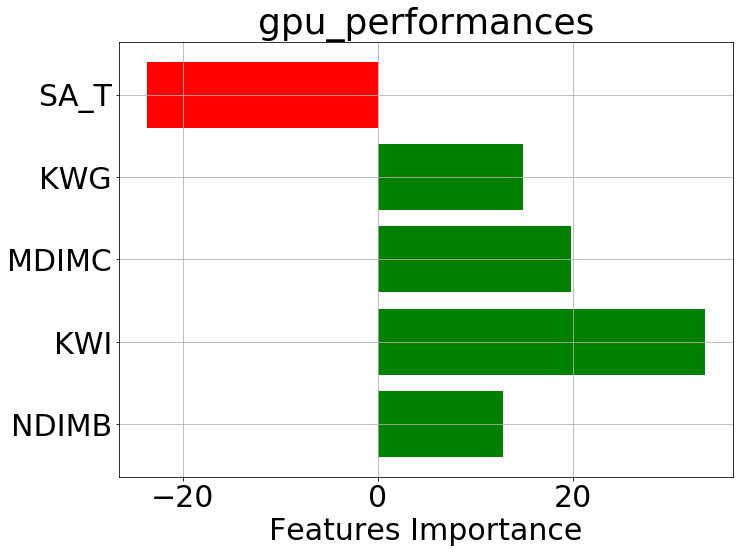 gpu_performances
SA_T
KWG
MDIMC
KWI
NDIMB
−20 0 20
Features Importance